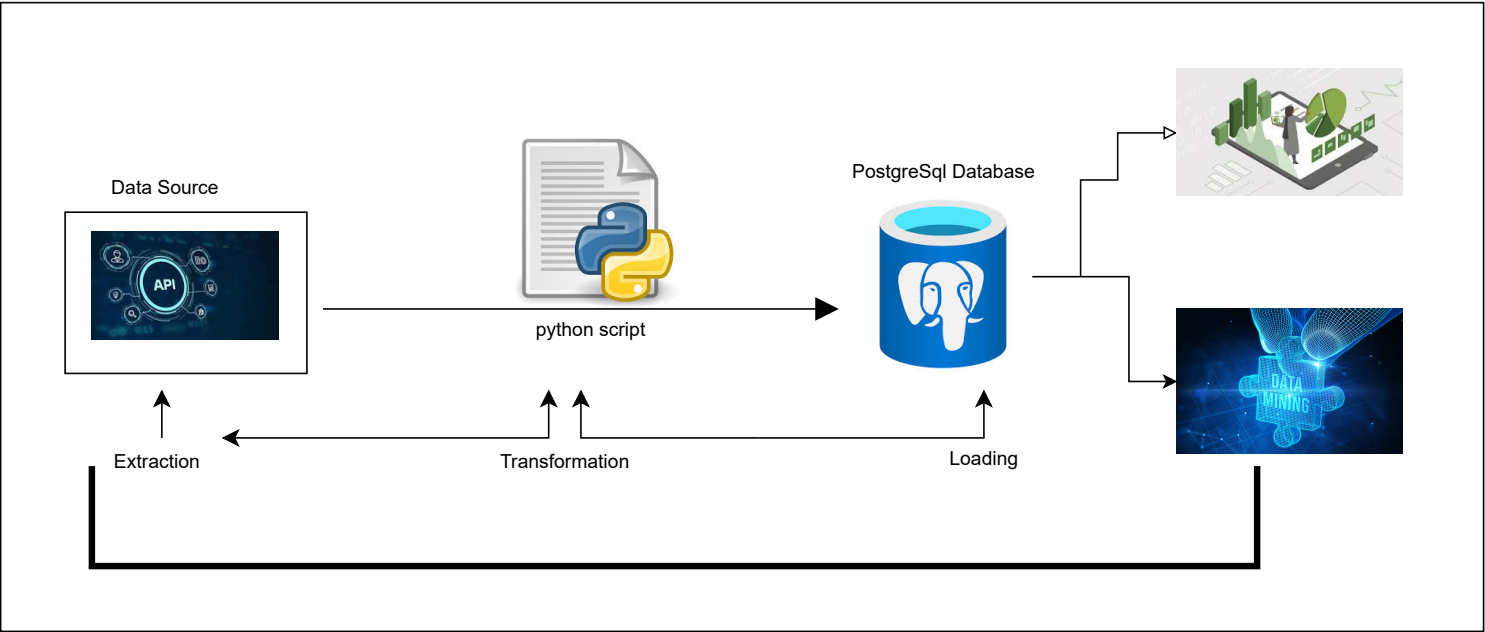 Data Source
API
python script
PostgreSql Database
DATA
MINING
Extraction
Transformation
Loading